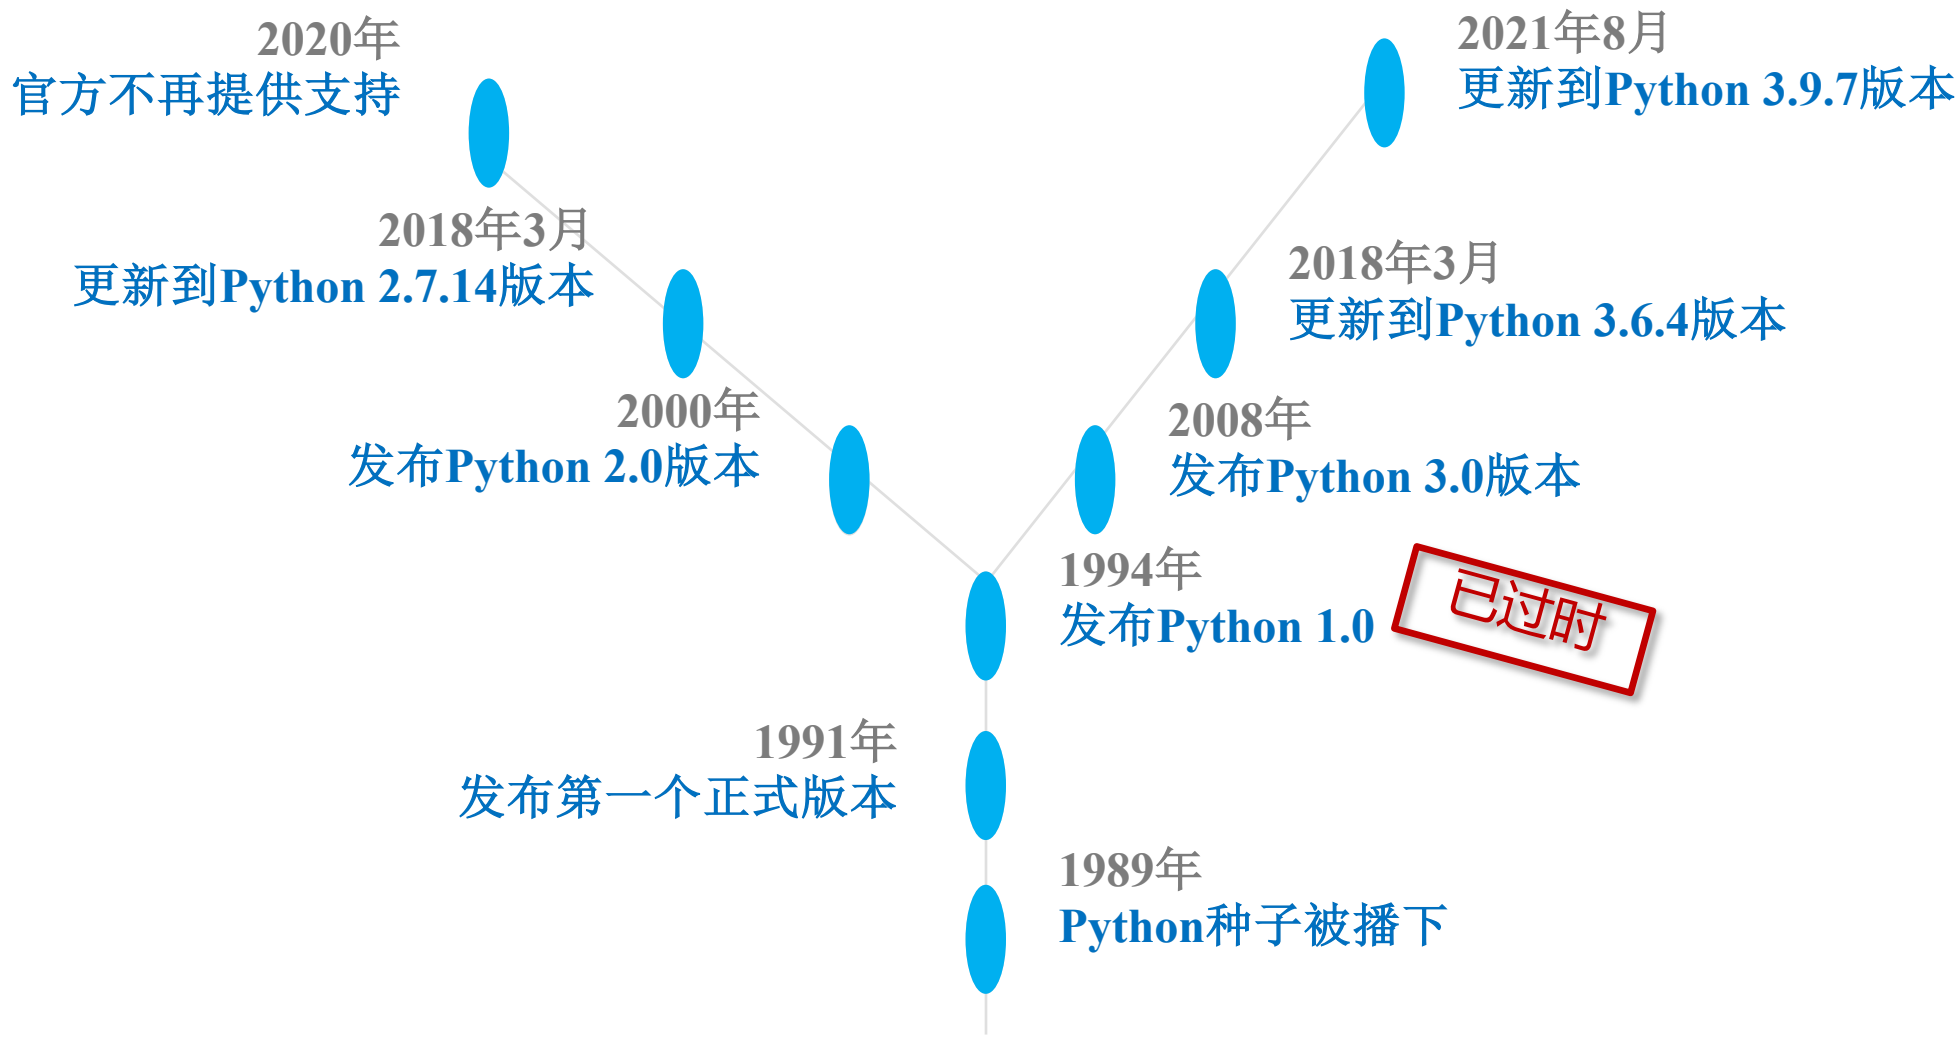 2020年
官方不再提供支持
2018年3月
更新到Python 2.7.14版本
2000年
发布Python 2.0版本
2021年8月
更新到Python 3.9.7版本
2018年3月
更新到Python 3.6.4版本
2008年
发布Python 3.0版本
1994年
发布Python 1.0
已过时
1991年
发布第一个正式版本
1989年
Python种子被播下